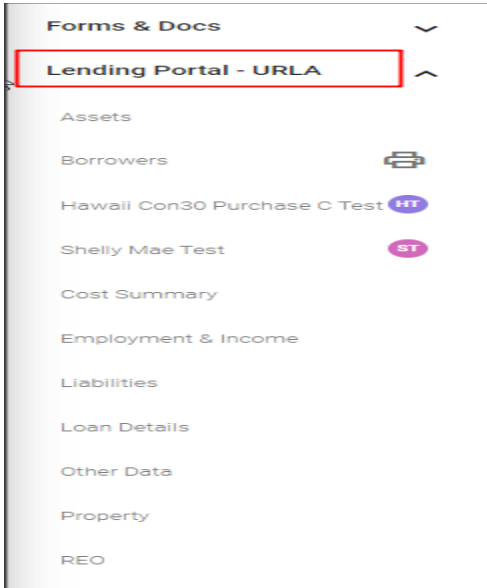 Forms & Docs
Lending Portal - URLA
Assets
Borrowers
Hawaii Con30 Purchase C Test HT
Shelly Mae Test ST
Cost Summary
Employment & Income
Liabilities
Loan Details
Other Data
Property
REO